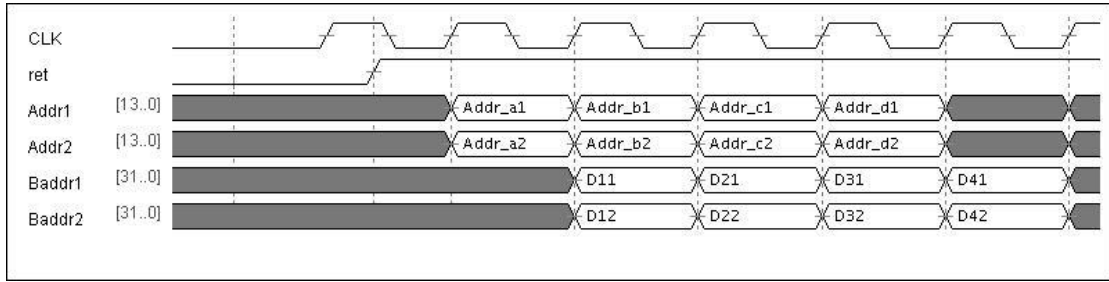 CLK
ret
Addr1 [13..0] Addr_a1 Addr_b1 Addr_c1 Addr_d1
Addr2 [13..0] Addr_a2 Addr_b2 Addr_c2 Addr_d2
Baddr1 [31..0] D11 D21 D31 D41
Baddr2 [31..0] D12 D22 D32 D42